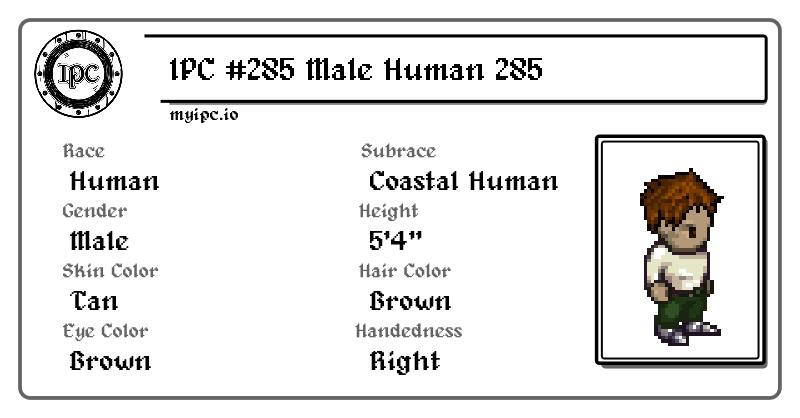 IPC
IPC #285 Male Human 285
myipc.io
Race
Subrace
Human
Coastal Human
Gender
Height
Male
5'4"
Skin Color
Hair Color
Tan
Brown
Eye Color
Handedness
Brown
Right